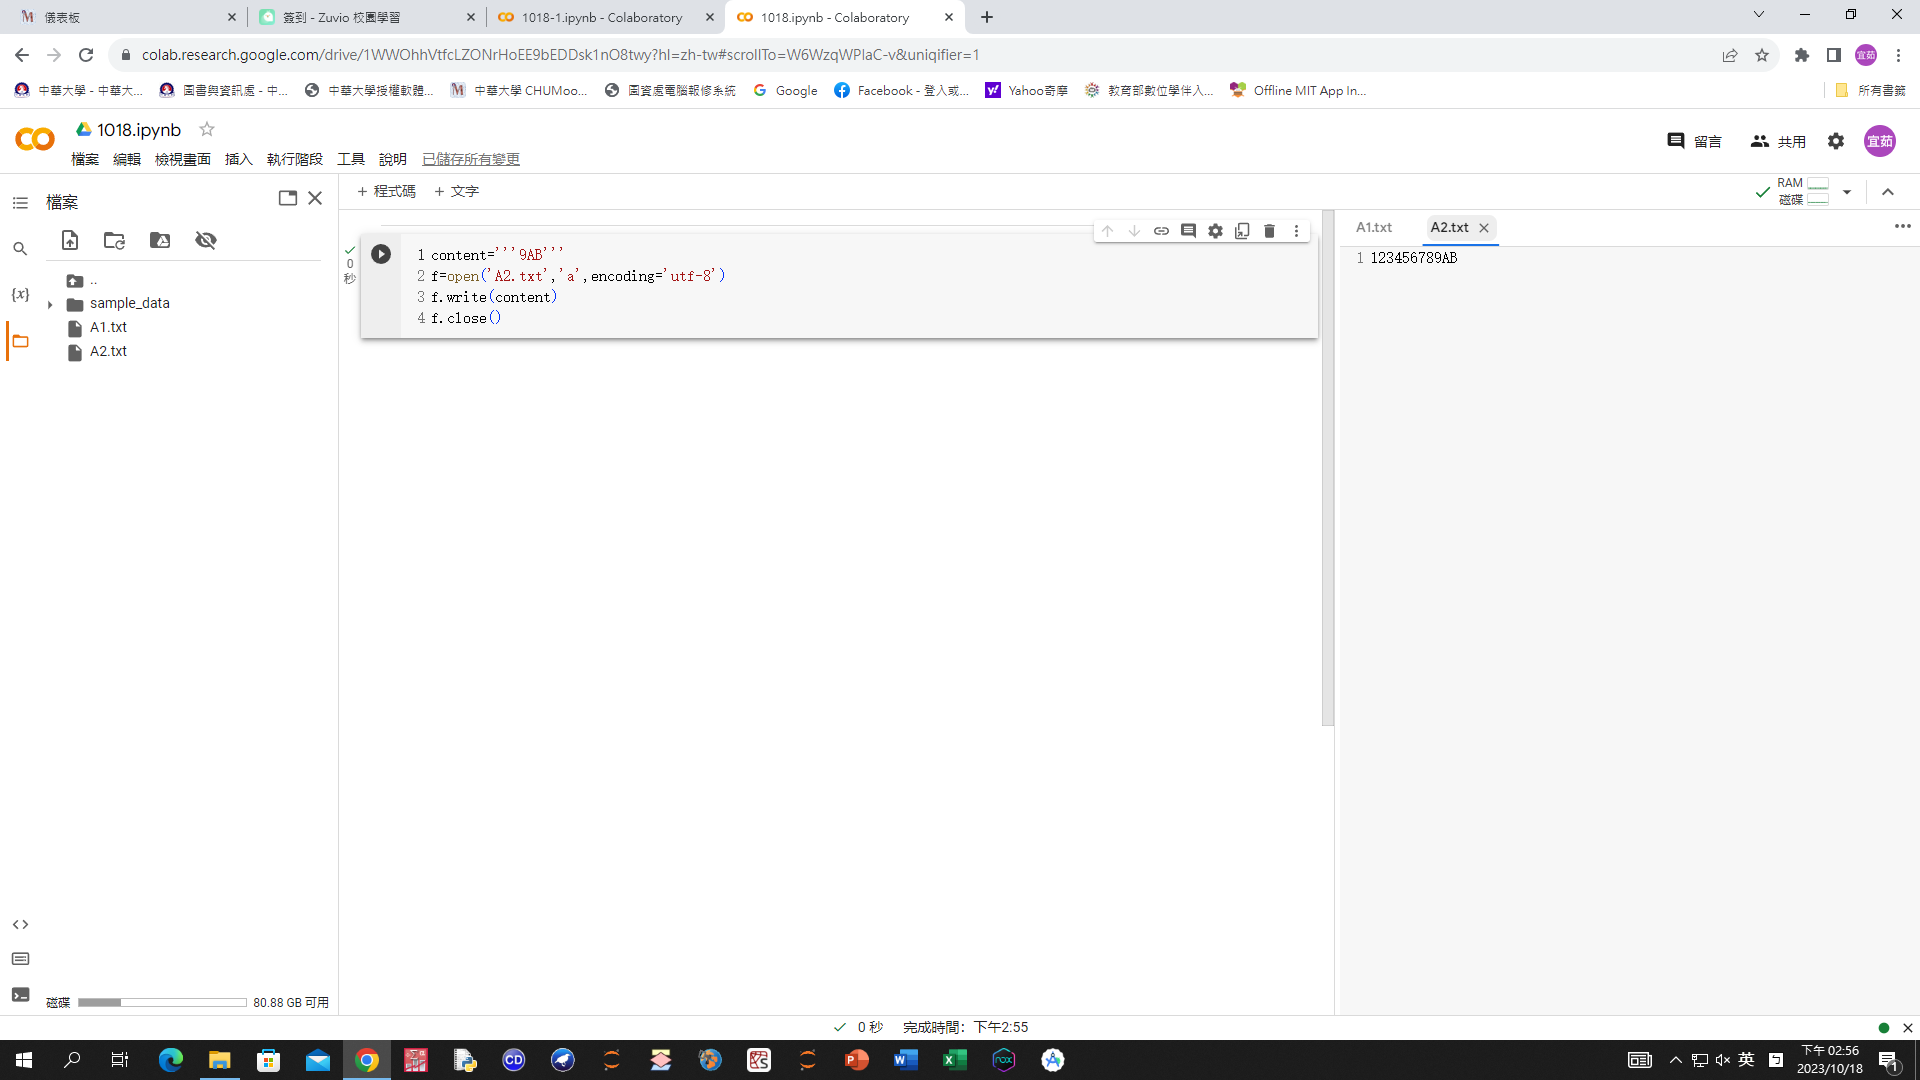 儀表板
簽到 - Zuvio 校園學習
1018-1.ipynb - Colaboratory
1018.ipynb - Colaboratory
colab.research.google.com/drive/1WWOhhVtfcLZONrHoEE9bEDDsk1nO8twy?hl=zh-tw#scrollTo=W6WzqWPlaC-v&uniqifier=1
宜茹
中華大學 - 中華大...
圖書與資訊處 - 中...
中華大學授權軟體...
中華大學 CHUMoo...
圖資處電腦報修系統
Google
Facebook - 登入或...
Yahoo奇摩
教育部數位學伴入...
Offline MIT App In...
所有書籤
1018.ipynb
檔案 編輯 檢視畫面 插入 執行階段 工具 說明 已儲存所有變更
留言
共用
宜茹
檔案
+ 程式碼 + 文字
RAM
磁碟
{x}
..
sample_data
A1.txt
A2.txt
0
秒
1 content='''9AB'''
2 f=open('A2.txt','a',encoding='utf-8')
3 f.write(content)
4 f.close()
A1.txt
A2.txt
1 123456789AB
磁碟
80.88 GB 可用
0 秒 完成時間：下午2:55
CD
nox
英
下午 02:56
2023/10/18
1